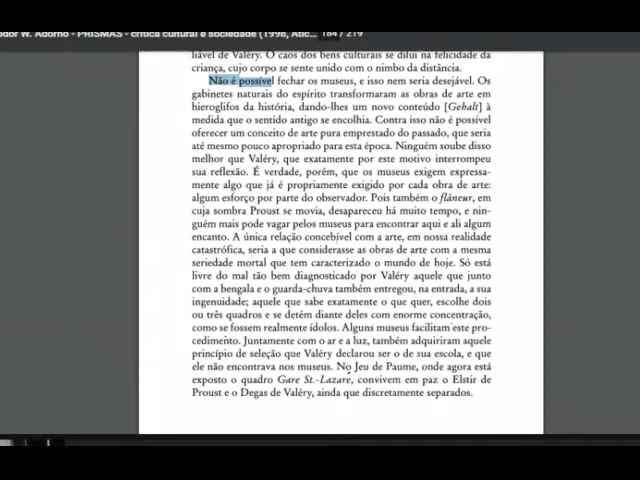 odor W. Adorno - PRISMAS - crítica cultural e sociedade (1998, Átic... 184 / 219
liável de Valéry. O caos dos bens culturais se dilui na felicidade da
criança, cujo corpo se sente unido com o nimbo da distância.
Não é possível fechar os museus, e isso nem seria desejável. Os
gabinetes naturais do espírito transformaram as obras de arte em
hieroglifos da história, dando-lhes um novo conteúdo [Gehalt] à
medida que o sentido antigo se encolhia. Contra isso não é possível
oferecer um conceito de arte pura emprestado do passado, que seria
até mesmo pouco apropriado para esta época. Ninguém soube disso
melhor que Valéry, que exatamente por este motivo interrompeu
sua reflexão. É verdade, porém, que os museus exigem expressa-
mente algo que já é propriamente exigido por cada obra de arte:
algum esforço por parte do observador. Pois também o flâneur, em
cuja sombra Proust se movia, desapareceu há muito tempo, e nin-
guém mais pode vagar pelos museus para encontrar aqui e ali algum
encanto. A única relação concebível com a arte, em nossa realidade
catastrófica, seria a que considerasse as obras de arte com a mesma
seriedade mortal que tem caracterizado o mundo de hoje. Só está
livre do mal tão bem diagnosticado por Valéry aquele que junto
com a bengala e o guarda-chuva também entregou, na entrada, a sua
ingenuidade; aquele que sabe exatamente o que quer, escolhe dois
ou três quadros e se detém diante deles com enorme concentração,
como se fossem realmente ídolos. Alguns museus facilitam este pro-
cedimento. Juntamente com o ar e a luz, também adquiriram aquele
princípio de seleção que Valéry declarou ser o de sua escola, e que
ele não encontrava nos museus. No Jeu de Paume, onde agora está
exposto o quadro Gare St.-Lazare, convivem em paz o Elstir de
Proust e o Degas de Valéry, ainda que discretamente separados.